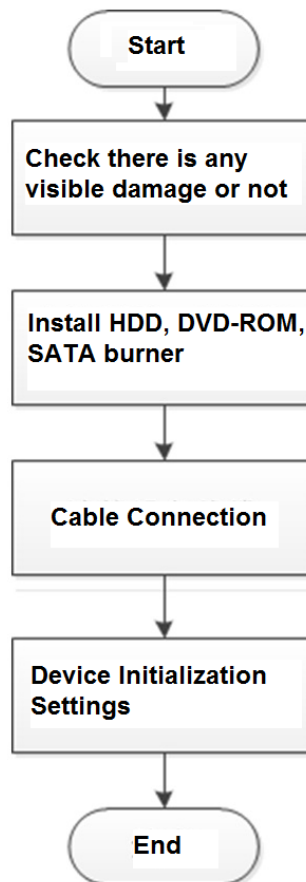 Start
Check there is any
visible damage or not
Install HDD, DVD-ROM,
SATA burner
Cable Connection
Device Initialization
Settings
End